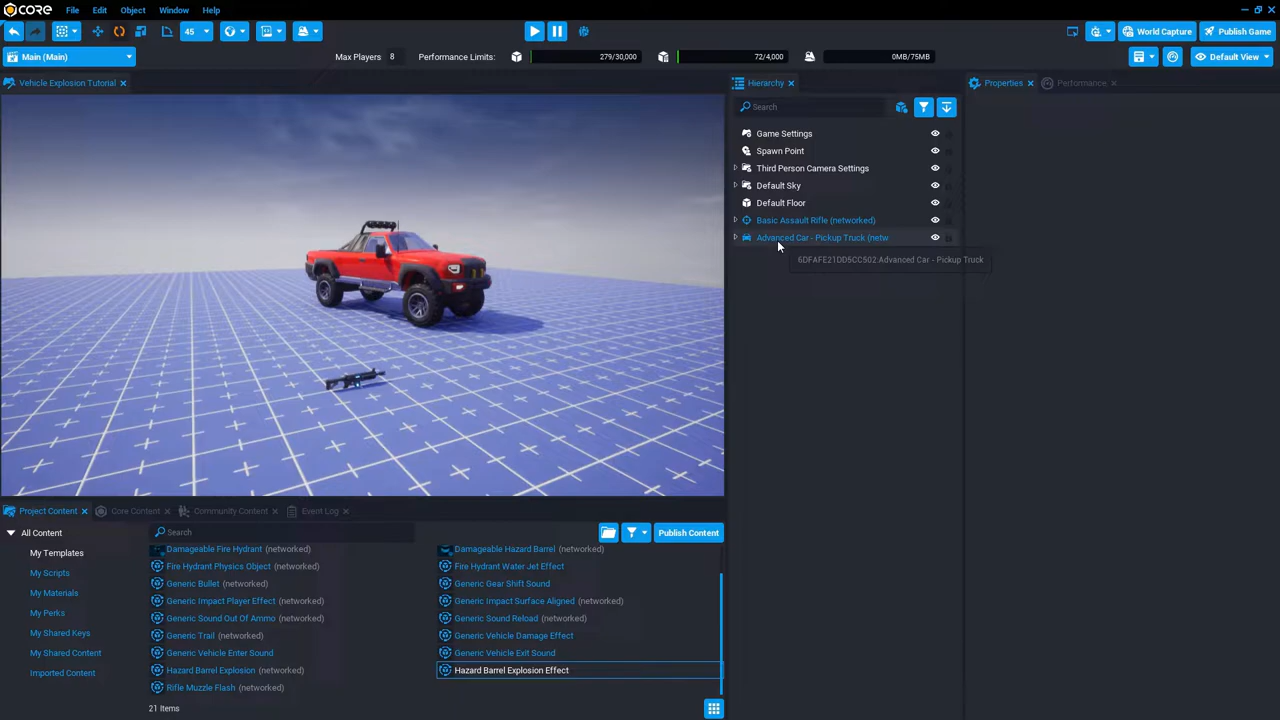 CORE File Edit Object Window Help
45 World Capture Publish Game
Main (Main) Max Players 8 Performance Limits: 279/30,000 72/4,000 0MB/75MB Default View
Vehicle Explosion Tutorial Hierarchy Properties Performance
Search
Game Settings
Spawn Point
Third Person Camera Settings
Default Sky
Default Floor
Basic Assault Rifle (networked)
Advanced Car - Pickup Truck (netw
6DFAFE21DD5CC502:Advanced Car - Pickup Truck
Project Content Core Content Community Content Event Log
All Content Search Publish Content
My Templates
My Scripts
My Materials
My Perks
My Shared Keys
My Shared Content
Imported Content
Damageable Fire Hydrant (networked) Damageable Hazard Barrel (networked)
Fire Hydrant Physics Object (networked) Fire Hydrant Water Jet Effect
Generic Bullet (networked) Generic Gear Shift Sound
Generic Impact Player Effect (networked) Generic Impact Surface Aligned (networked)
Generic Sound Out Of Ammo (networked) Generic Sound Reload (networked)
Generic Trail (networked) Generic Vehicle Damage Effect
Generic Vehicle Enter Sound Generic Vehicle Exit Sound
Hazard Barrel Explosion (networked) Hazard Barrel Explosion Effect
Rifle Muzzle Flash (networked)
21 Items